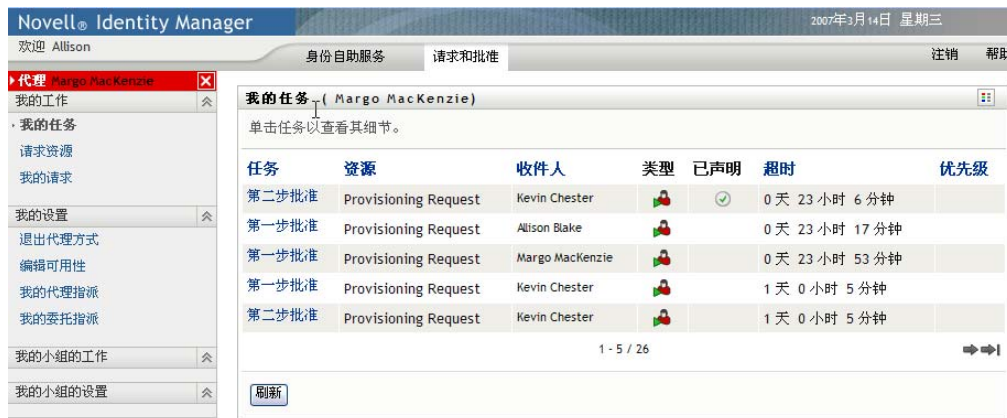 Novell® Identity Manager
2007年3月14日 星期三
欢迎 Allison
身份自助服务 请求和批准
注销
代理 Margo MacKenzie
我的工作
我的任务
请求资源
我的请求
我的设置
退出代理方式
编辑可用性
我的代理指派
我的委托指派
我的小组的工作
我的小组的设置
我的任务 ( Margo MacKenzie)
单击任务以查看其细节。
任务 资源 收件人 类型 已声明 超时 优先级
第二步批准 Provisioning Request Kevin Chester 0 天 23 小时 6 分钟
第一步批准 Provisioning Request Allison Blake 0 天 23 小时 17 分钟
第一步批准 Provisioning Request Margo MacKenzie 0 天 23 小时 53 分钟
第一步批准 Provisioning Request Kevin Chester 1 天 0 小时 5 分钟
第二步批准 Provisioning Request Kevin Chester 1 天 0 小时 5 分钟
1 - 5 / 26
刷新